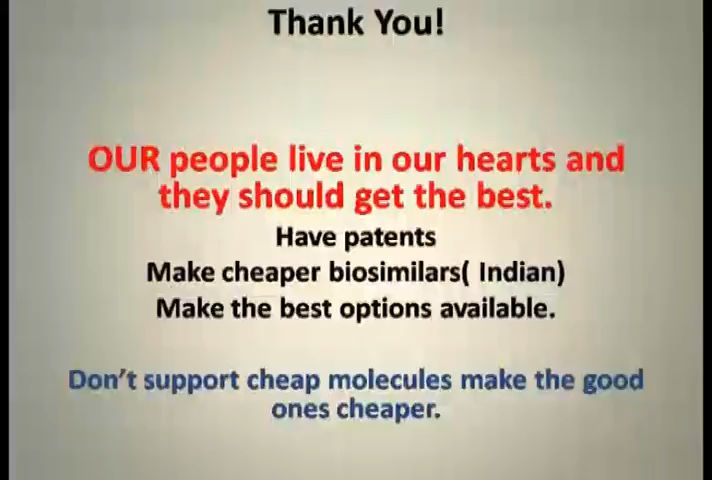 Thank You!
OUR people live in our hearts and
they should get the best.
Have patents
Make cheaper biosimilars( Indian)
Make the best options available.
Don't support cheap molecules make the good
ones cheaper.